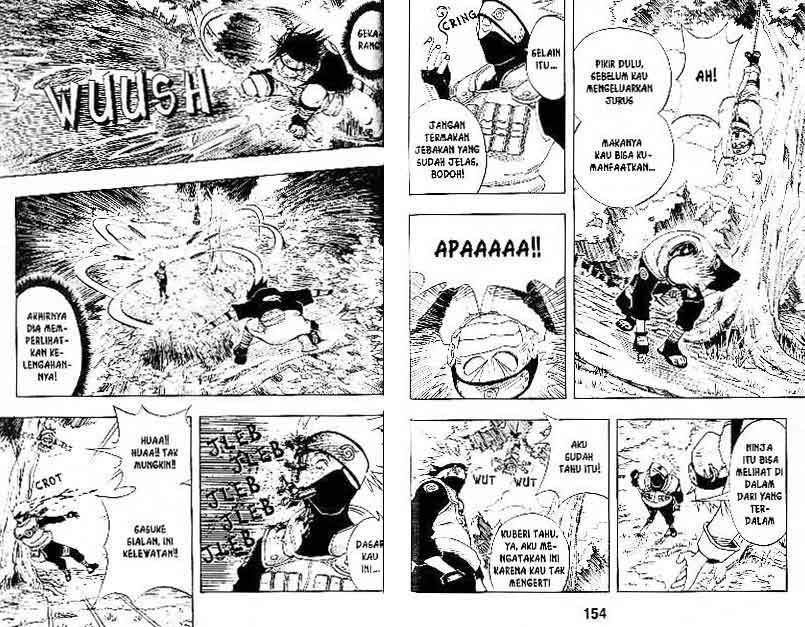 AH!
PIKIR DULU,
SEBELUM KAU
MENGELUARKAN
JURUS
MAKANYA
KAU BISA KU-
MANFAATKAN...
SELAIN
ITU...
CRING
JANGAN
TERMAKAN
JEBAKAN YANG
SUDAH JELAS,
BODOH!
APAAAAA!!
NINJA
ITU BISA
MELIHAT DI
DALAM
DARI YANG
TER-
DALAM
AKU
SUDAH
TAHU ITU!
WUT
WUT
KUBERI TAHU,
YA, AKU ME-
NGATAKAN INI
KARENA KAU TAK
MENGERTI
154
SEKA-
RANG!
WUUSH
AKHIRNYA
DIA MEM-
PERLIHAT-
KAN KE-
LENGAHAN-
NYA!
JLEB
JLEB
JLEB
JLEB
JLEB
JLEB
DASAR
KAU
INI...
HUAA!!
HUAA!! TAK
MUNGKIN!!
CROT
SASUKE
SIALAN, INI
KELEWATAN!!